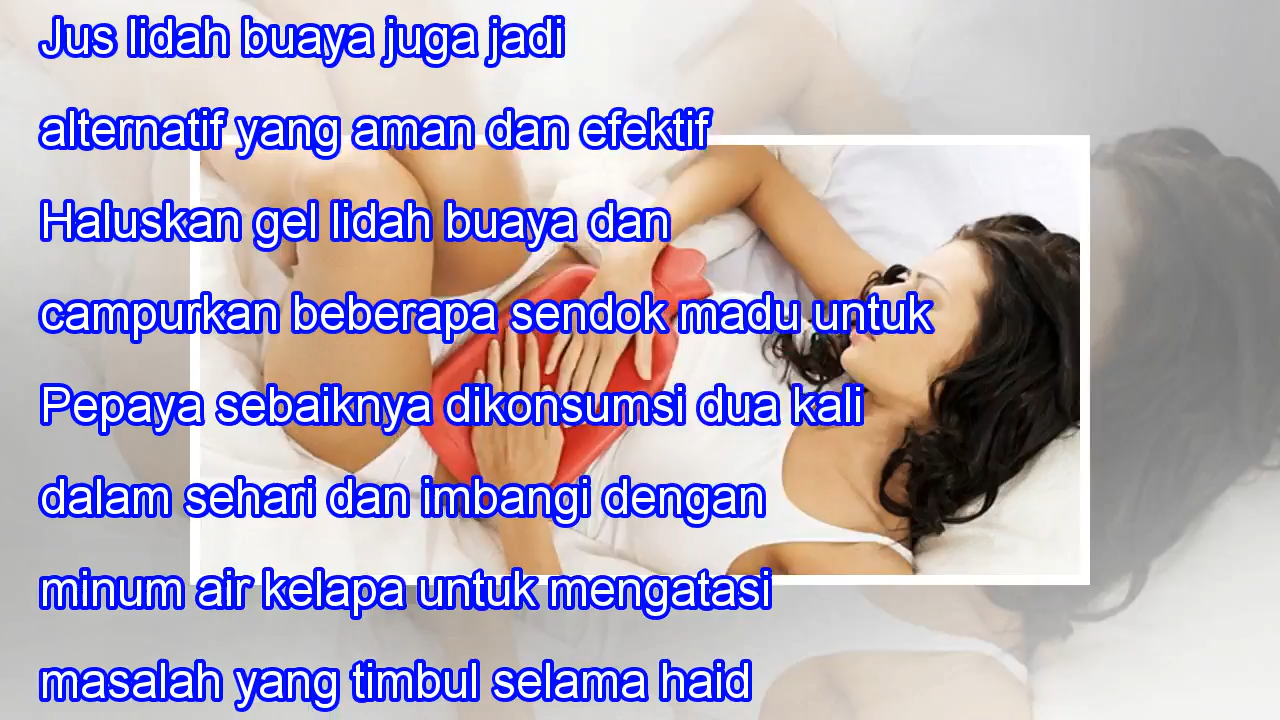 Jus lidah buaya juga jadi
alternatif yang aman dan efektif
Haluskan gel lidah buaya dan
campurkan beberapa sendok madu untuk
Pepaya sebaiknya dikonsumsi dua kali
dalam sehari dan imbangi dengan
minum air kelapa untuk mengatasi
masalah yang timbul selama haid